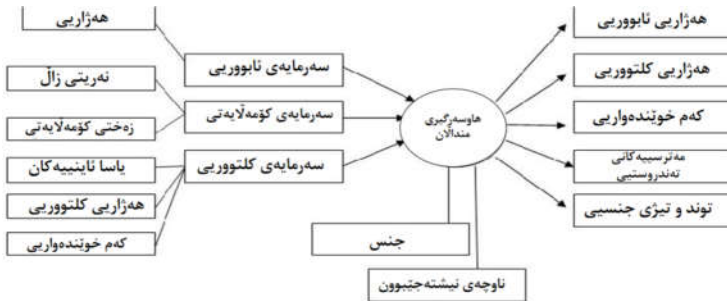 هەژاریی
هەژاریی ئابووریی
سەرمایەی ئابووریی
هەژاریی کلتووریی
نەریتی زاڵ
سەرمایەی کۆمەڵایەتی
هاوسەرگیری
منداڵان
کەم خوێندەواریی
زەختی کۆمەڵایەتی
یاسا ئاینییەکان
سەرمایەی کلتووریی
مەترسییەکانی
تەندروستیی
هەژاریی کلتووریی
توند و تیژی جنسیی
کەم خوێندەواریی
جنس
ناوچەی نیشتەجێبوون